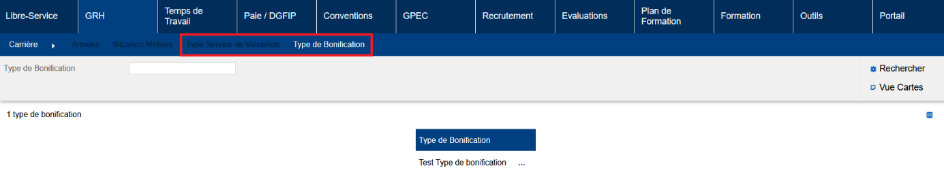 Libre-Service GRH Temps de Travail Paie / DGFIP Conventions GPEC Recrutement Evaluations Plan de Formation Formation Outils Portail
Carrière Armées Situation Militaire Type Service de Validation Type de Bonification
Type de Bonification
Rechercher
Vue Cartes
1 type de bonification
Type de Bonification
Test Type de bonification ...